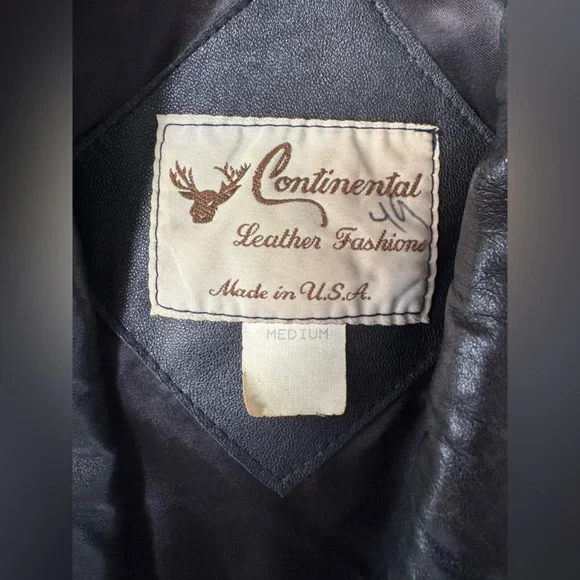 Continental
Leather Fashions
Made in U.S.A.
MEDIUM